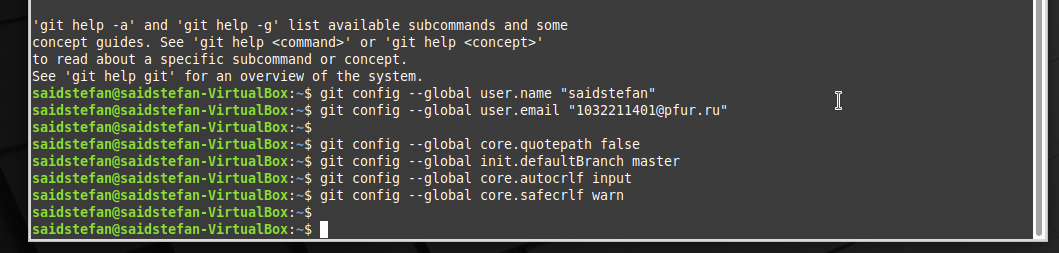 'git help -a' and 'git help -g' list available subcommands and some
concept guides. See 'git help <command>' or 'git help <concept>'
to read about a specific subcommand or concept.
See 'git help git' for an overview of the system.
saidstefan@saidstefan-VirtualBox:~$ git config --global user.name "saidstefan"
saidstefan@saidstefan-VirtualBox:~$ git config --global user.email "1032211401@pfur.ru"
saidstefan@saidstefan-VirtualBox:~$
saidstefan@saidstefan-VirtualBox:~$ git config --global core.quotepath false
saidstefan@saidstefan-VirtualBox:~$ git config --global init.defaultBranch master
saidstefan@saidstefan-VirtualBox:~$ git config --global core.autocrlf input
saidstefan@saidstefan-VirtualBox:~$ git config --global core.safecrlf warn
saidstefan@saidstefan-VirtualBox:~$
saidstefan@saidstefan-VirtualBox:~$